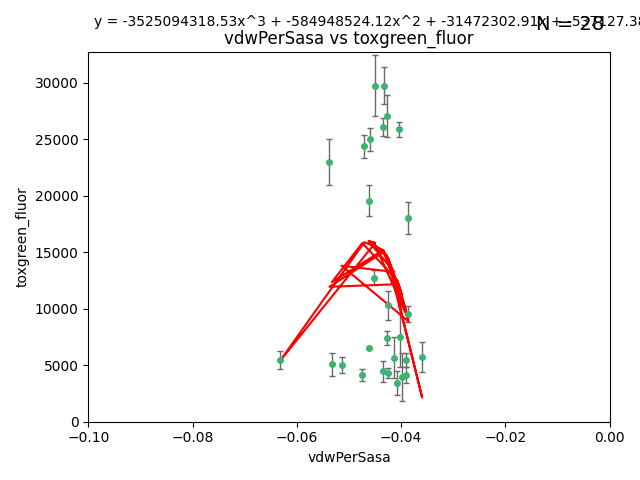 y = -3525094318.53x^3 + -584948524.12x^2 + -31472302.91x +
N = 28
vdwPerSasa vs toxgreen_fluor
30000
25000
20000
15000
10000
5000
0
toxgreen_fluor
−0.10
−0.08
−0.06
−0.04
−0.02
0.00
vdwPerSasa